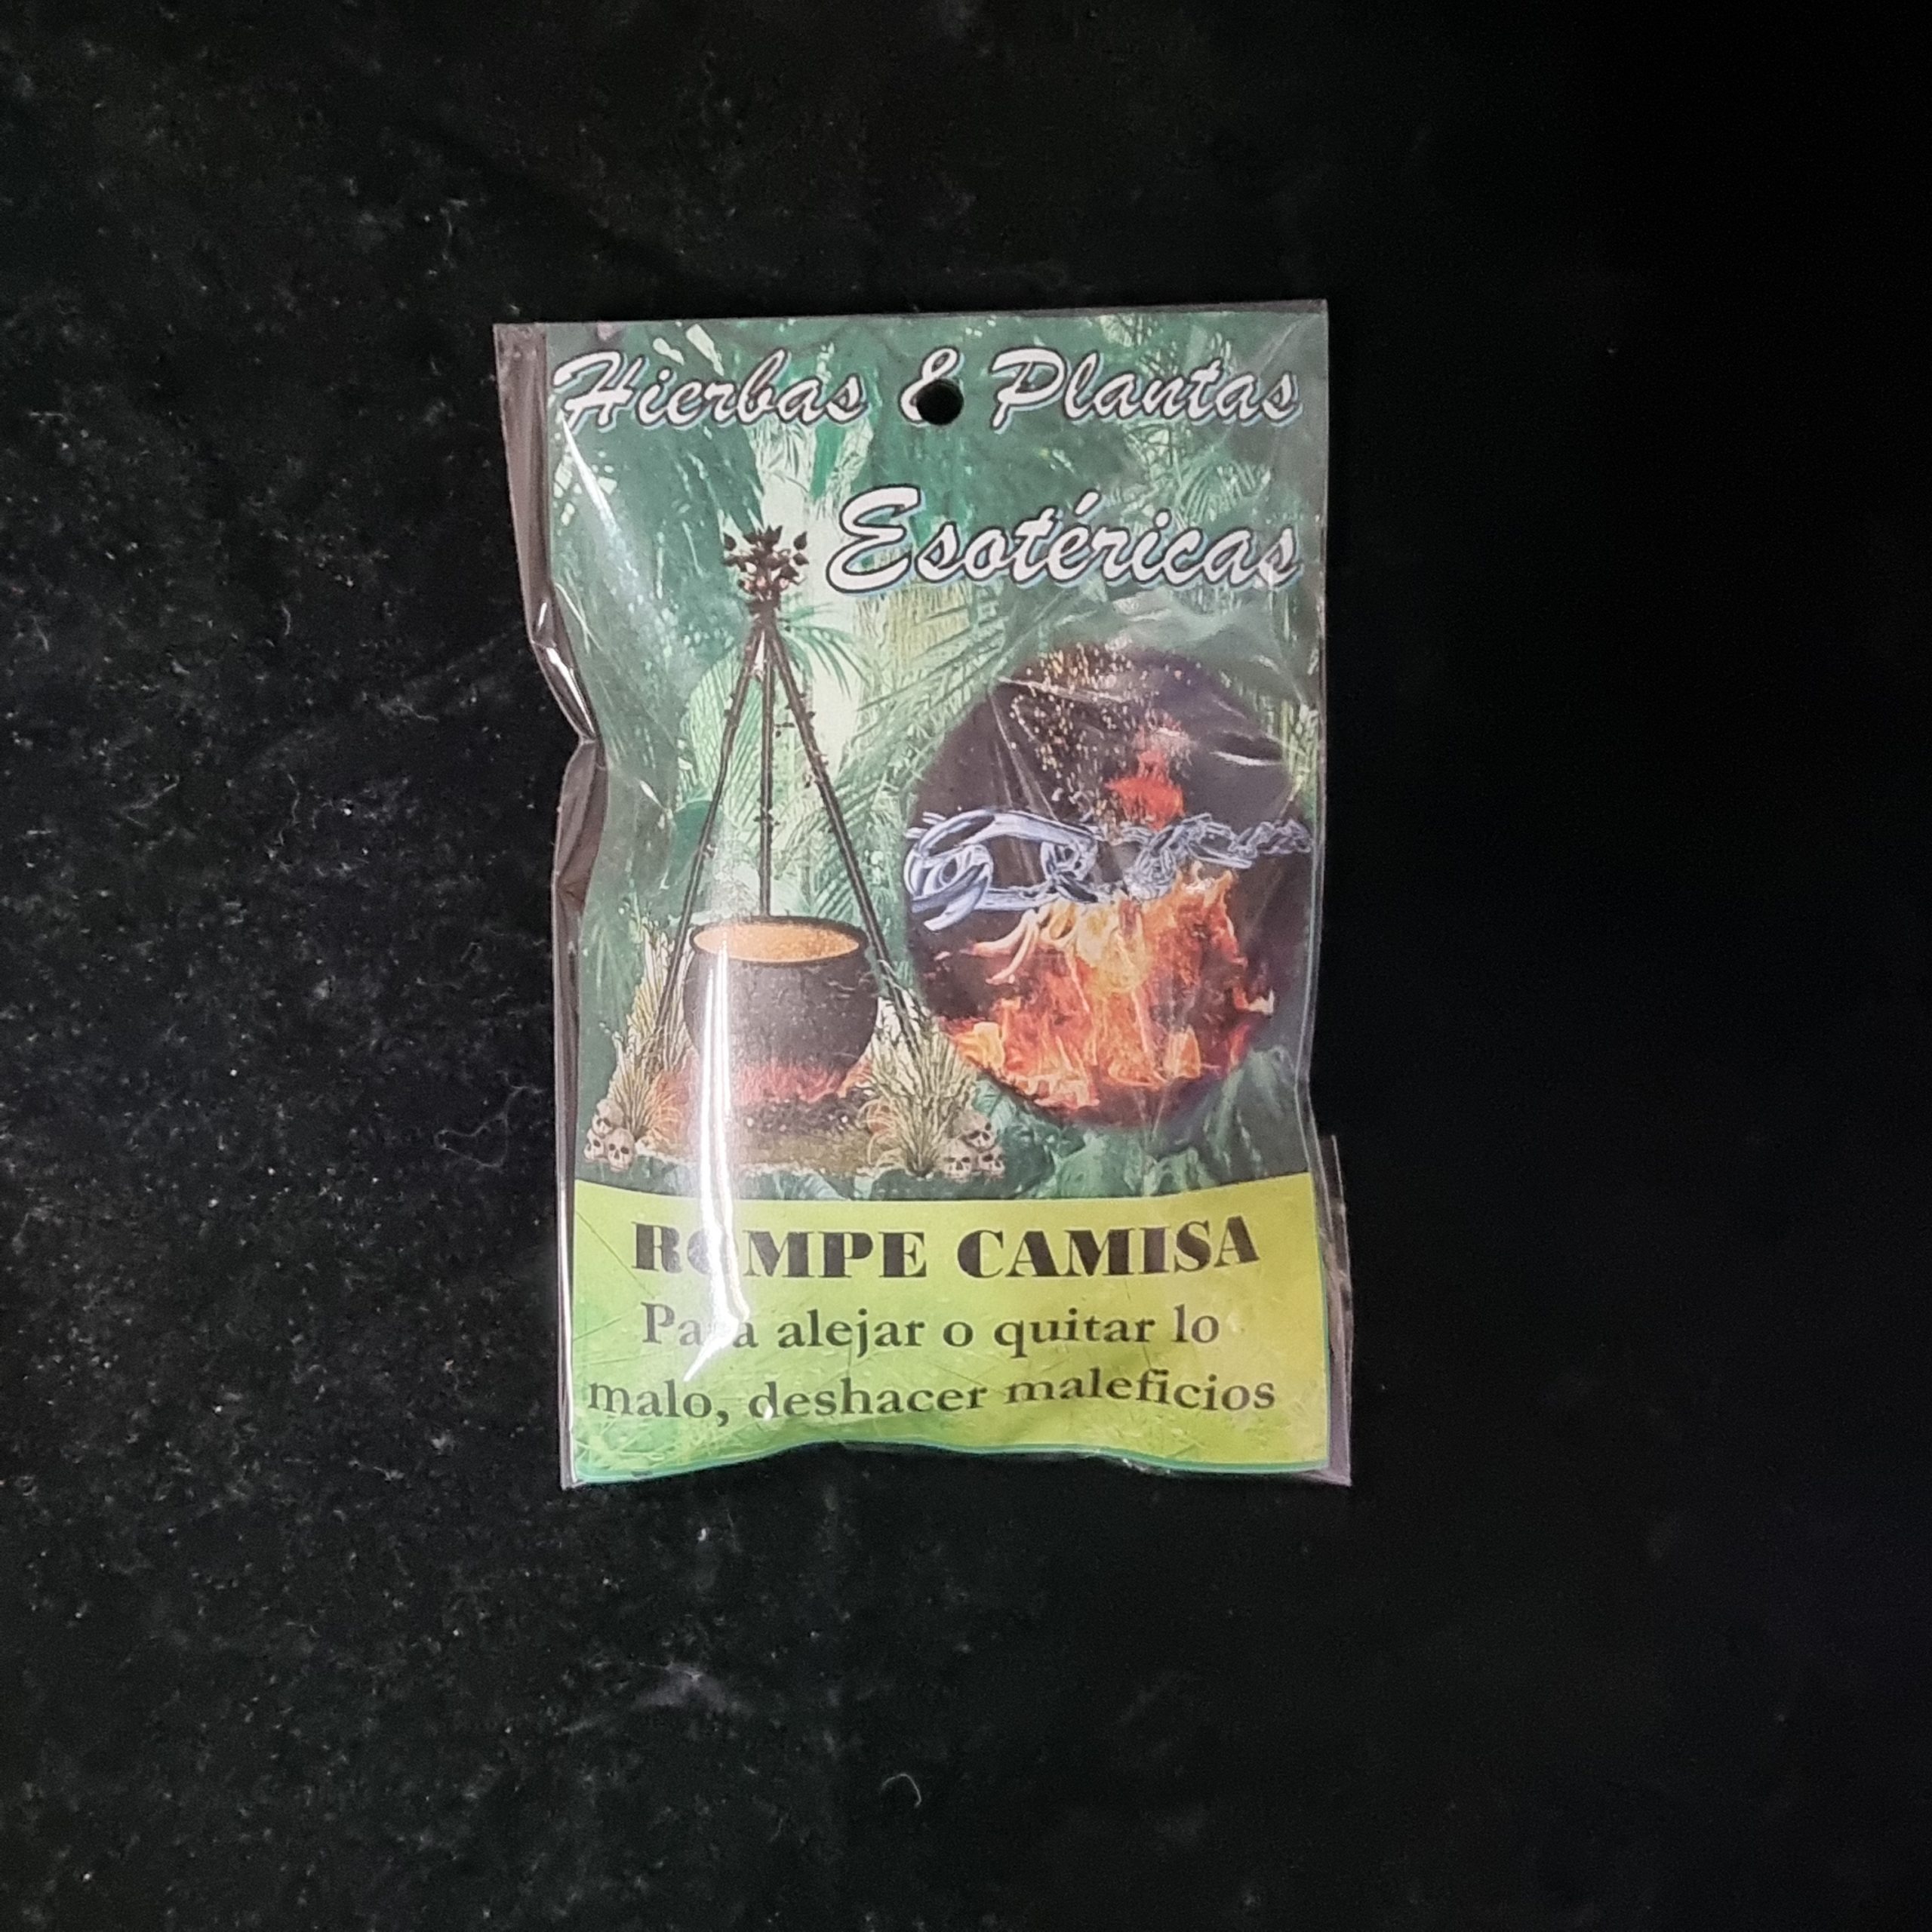 Hierbas & Plantas
Esotéricas
ROMPE CAMISA
Para alejar o quitar lo
malo, deshacer maleficios